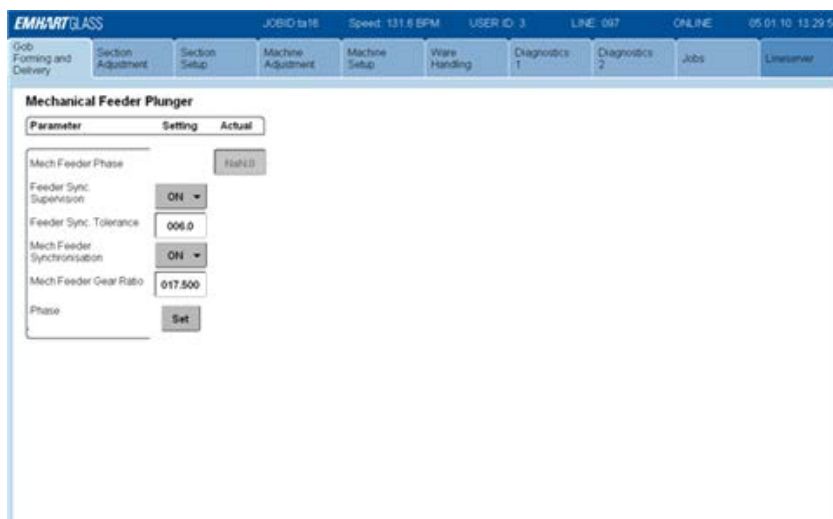 EMHART GLASS JOBID:ta16 Speed: 131.6 BPM USER ID: 3 LINE: 097 ONLINE 05.01.10 13:29:5
Gob Forming and Delivery
Section Adjustment
Section Setup
Machine Adjustment
Machine Setup
Ware Handling
Diagnostics 1
Diagnostics 2
Jobs
Lineserver
Mechanical Feeder Plunger
Parameter Setting Actual
Mech Feeder Phase NaN.0
Feeder Sync. Supervision ON
Feeder Sync. Tolerance 006.0
Mech Feeder Synchronisation ON
Mech Feeder Gear Ratio 017.500
Phase Set